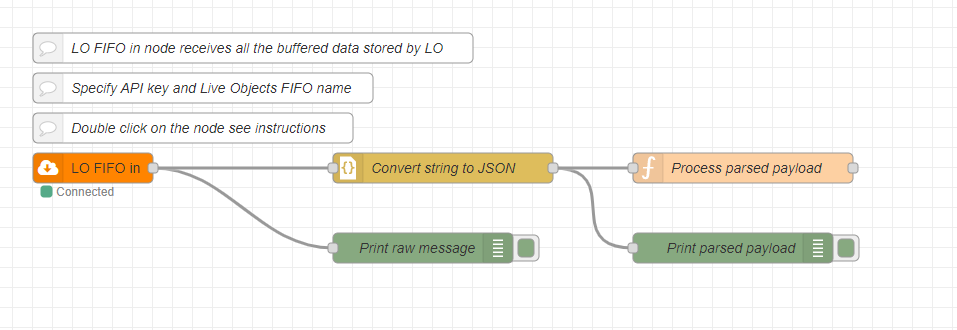 LO FIFO in node receives all the buffered data stored by LO
Specify API key and Live Objects FIFO name
Double click on the node see instructions
LO FIFO in
Convert string to JSON
Process parsed payload
Connected
Print raw message
Print parsed payload